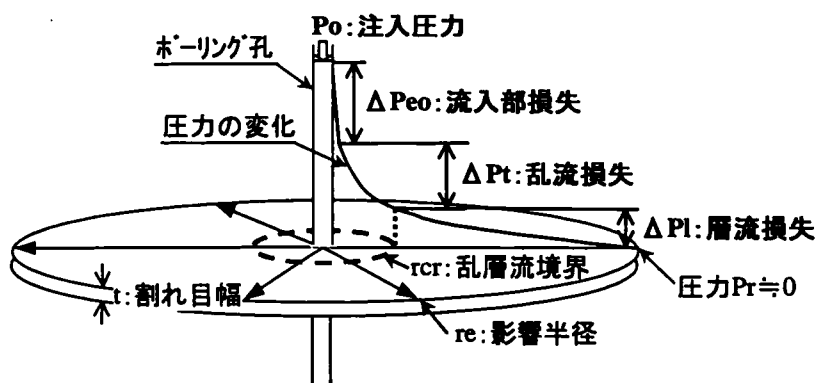 Po:注入圧力
ボーリング孔
ΔPeo:流入部損失
圧力の変化
ΔPt:乱流損失
ΔPl:層流損失
rcr:乱層流境界
圧力Pr≒0
t:割れ目幅
re:影響半径